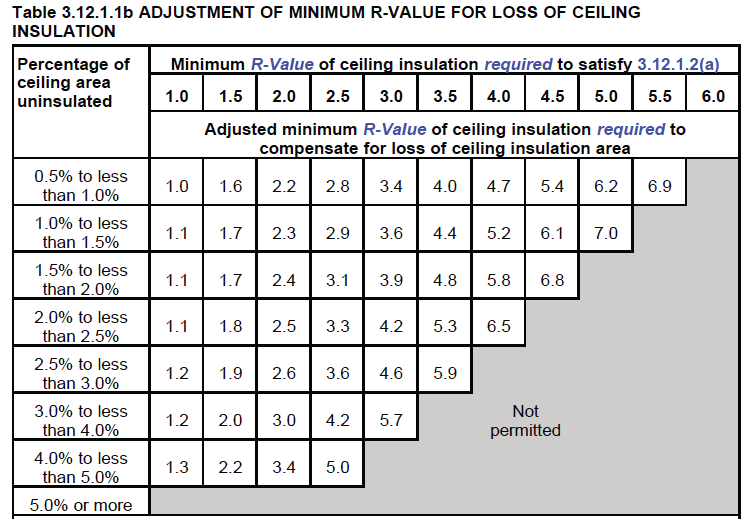 Table 3.12.1.1b ADJUSTMENT OF MINIMUM R-VALUE FOR LOSS OF CEILING
INSULATION
Percentage of
ceiling area
uninsulated
Minimum R-Value of ceiling insulation required to satisfy 3.12.1.2(a)
1.0 1.5 2.0 2.5 3.0 3.5 4.0 4.5 5.0 5.5 6.0
Adjusted minimum R-Value of ceiling insulation required to
compensate for loss of ceiling insulation area
0.5% to less
than 1.0%
1.0 1.6 2.2 2.8 3.4 4.0 4.7 5.4 6.2 6.9
1.0% to less
than 1.5%
1.1 1.7 2.3 2.9 3.6 4.4 5.2 6.1 7.0
1.5% to less
than 2.0%
1.1 1.7 2.4 3.1 3.9 4.8 5.8 6.8
2.0% to less
than 2.5%
1.1 1.8 2.5 3.3 4.2 5.3 6.5
2.5% to less
than 3.0%
1.2 1.9 2.6 3.6 4.6 5.9
3.0% to less
than 4.0%
1.2 2.0 3.0 4.2 5.7
Not
permitted
4.0% to less
than 5.0%
1.3 2.2 3.4 5.0
5.0% or more